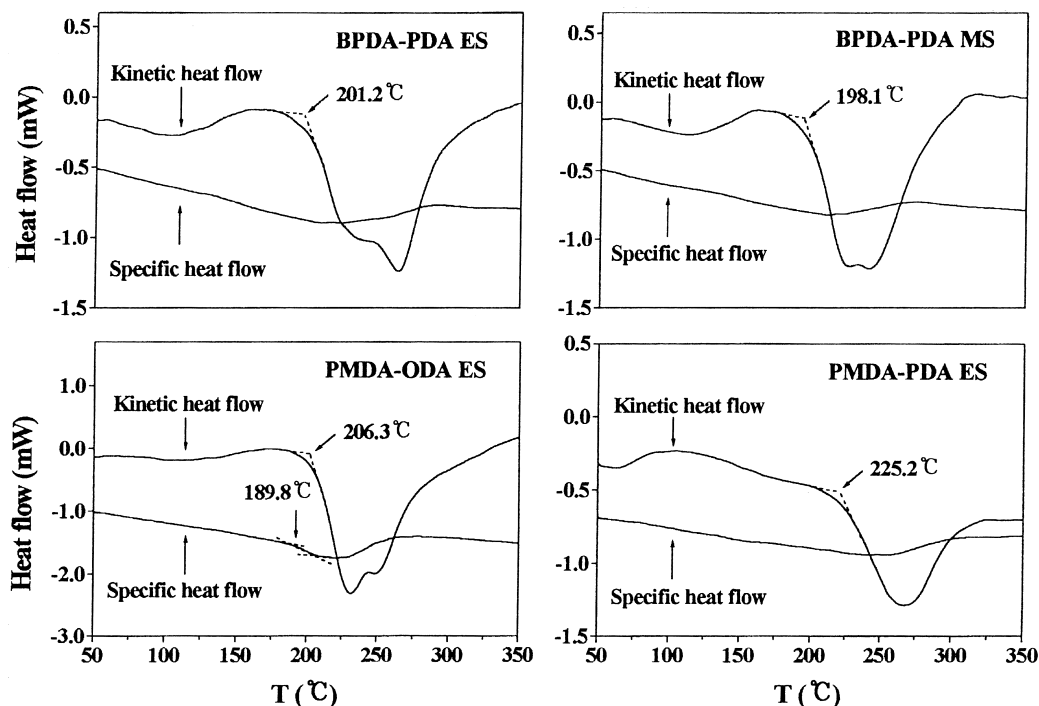 BPDA-PDA ES
Kinetic heat flow
201.2℃
Specific heat flow
Heat flow (mW)
0.5
0.0
-0.5
-1.0
-1.5
BPDA-PDA MS
Kinetic heat flow
198.1℃
Specific heat flow
0.5
0.0
-0.5
-1.0
-1.5
PMDA-ODA ES
Kinetic heat flow
206.3℃
189.8℃
Specific heat flow
Heat flow (mW)
1.0
0.0
-1.0
-2.0
-3.0
50 100 150 200 250 300 350
T (℃)
PMDA-PDA ES
Kinetic heat flow
225.2℃
Specific heat flow
0.5
0.0
-0.5
-1.0
-1.5
50 100 150 200 250 300 350
T (℃)